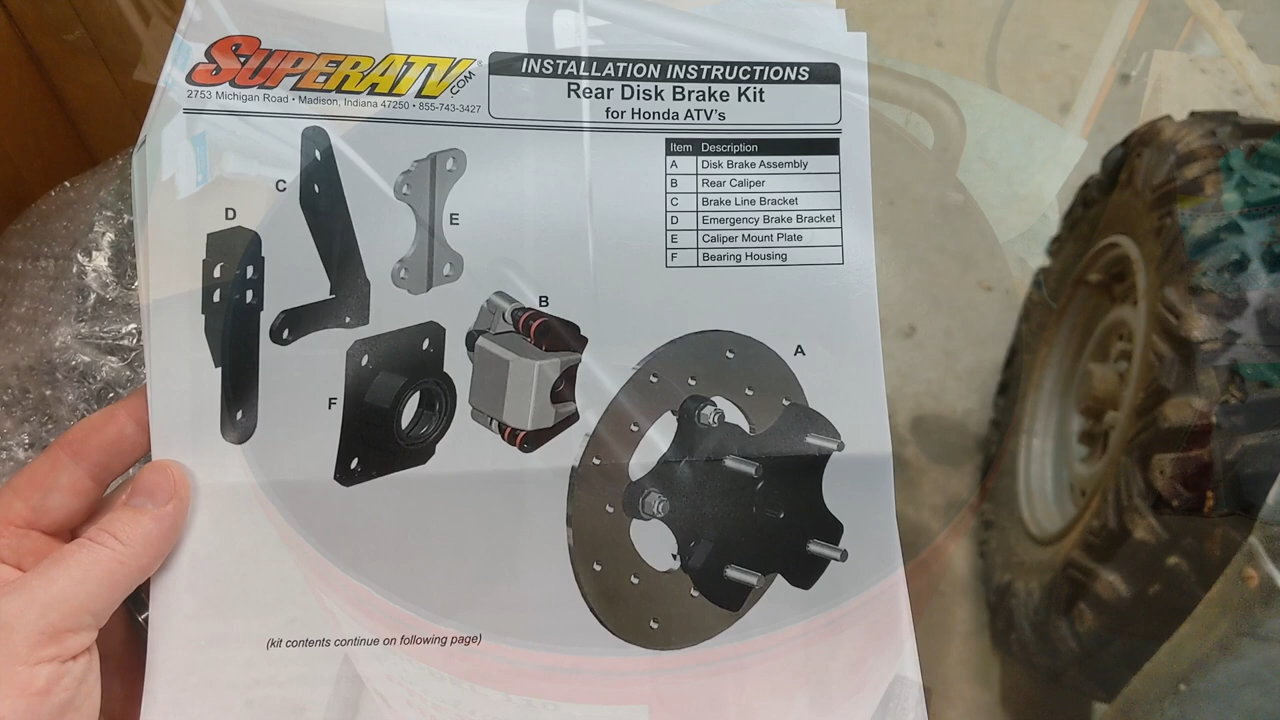 SUPERATV.COM®
2753 Michigan Road • Madison, Indiana 47250 • 855-743-3427
INSTALLATION INSTRUCTIONS
Rear Disk Brake Kit
for Honda ATV's
Item Description
A Disk Brake Assembly
B Rear Caliper
C Brake Line Bracket
D Emergency Brake Bracket
E Caliper Mount Plate
F Bearing Housing
C
E
D
B
A
F
(kit contents continue on following page)